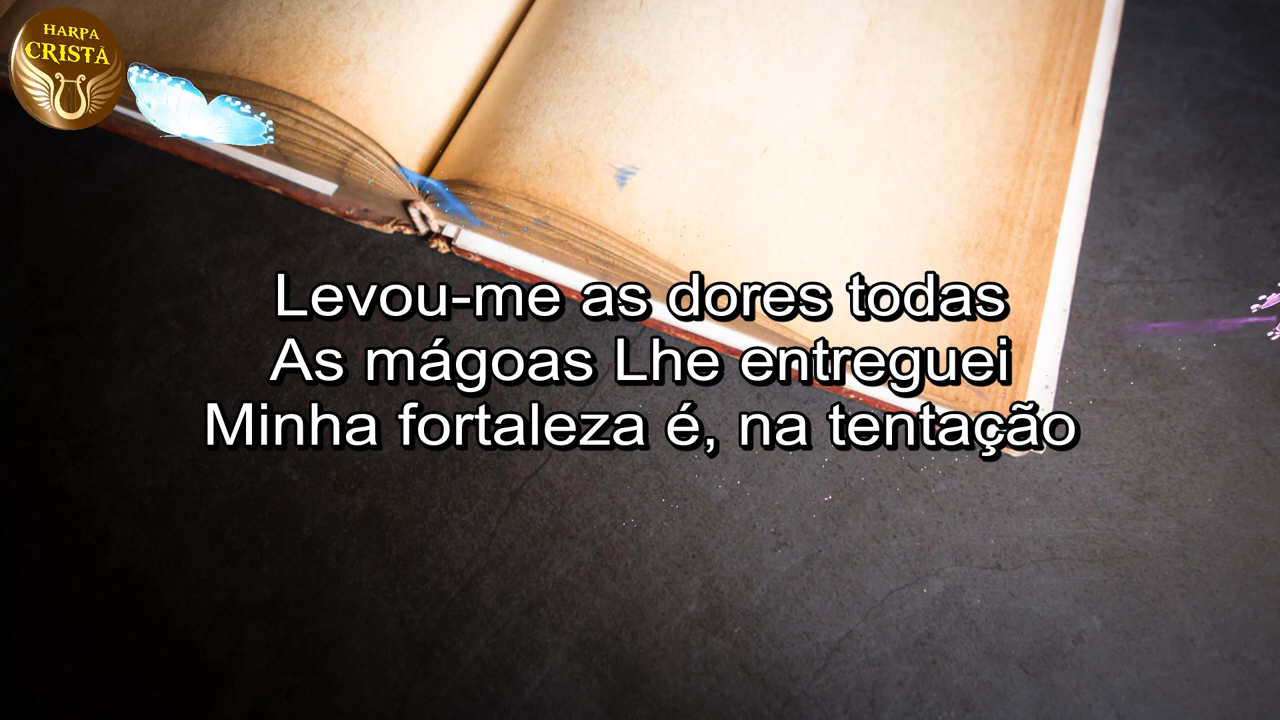 HARPA
CRISTÃ
Levou-me as dores todas
As mágoas Lhe entreguei
Minha fortaleza é, na tentação